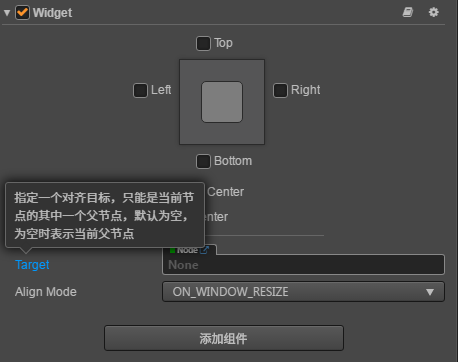 Widget
Top
Left
Right
Bottom
Center
enter
指定一个对齐目标，只能是当前节
点的其中一个父节点，默认为空，
为空时表示当前父节点
Node
Target
None
Align Mode
ON_WINDOW_RESIZE
添加组件